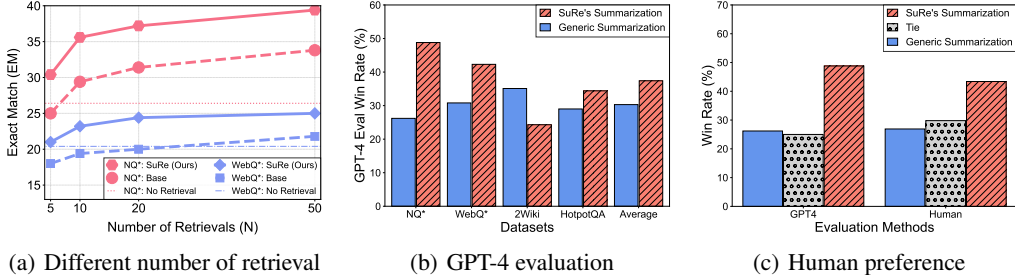 40
35
30
25
20
15
5
10
20
50
Exact Match (EM)
Number of Retrievals (N)
NQ*: SuRe (Ours)
NQ*: Base
NQ*: No Retrieval
WebQ*: SuRe (Ours)
WebQ*: Base
WebQ*: No Retrieval
(a) Different number of retrieval
60
50
40
30
20
10
0
GPT-4 Eval Win Rate (%)
SuRe's Summarization
Generic Summarization
NQ*
WebQ*
2Wiki
HotpotQA
Average
Datasets
(b) GPT-4 evaluation
70
60
50
40
30
20
10
0
Win Rate (%)
SuRe's Summarization
Tie
Generic Summarization
GPT4
Human
Evaluation Methods
(c) Human preference